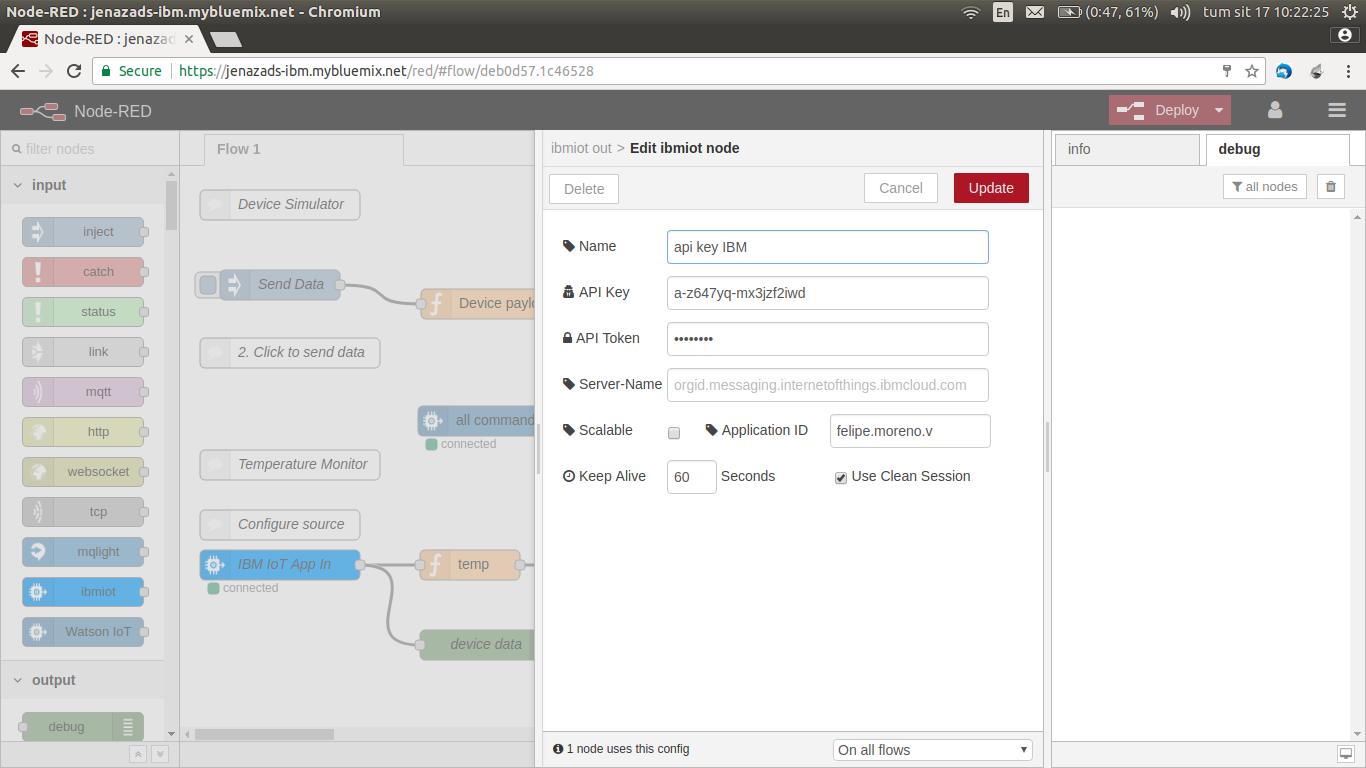 Node-RED : jenazads-ibm.mybluemix.net - Chromium
En
(0:47, 61%)
tum sit 17 10:22:25
Node-RED : jenazad
Secure
https://jenazads-ibm.mybluemix.net/red/#flow/deb0d57.1c46528
Node-RED
Deploy
filter nodes
input
inject
catch
status
link
mqtt
http
websocket
tcp
mqlight
ibmiot
Watson IoT
output
debug
Flow 1
Device Simulator
Send Data
Device paylo
2. Click to send data
all command
connected
Temperature Monitor
Configure source
IBM IoT App In
connected
temp
device data
ibmiot out > Edit ibmiot node
Delete
Cancel
Update
Name
api key IBM
API Key
a-z647yq-mx3jzf2iwd
API Token
••••••••
Server-Name
orgid.messaging.internetofthings.ibmcloud.com
Scalable
Application ID
felipe.moreno.v
Keep Alive
60
Seconds
Use Clean Session
1 node uses this config
On all flows
info
debug
all nodes